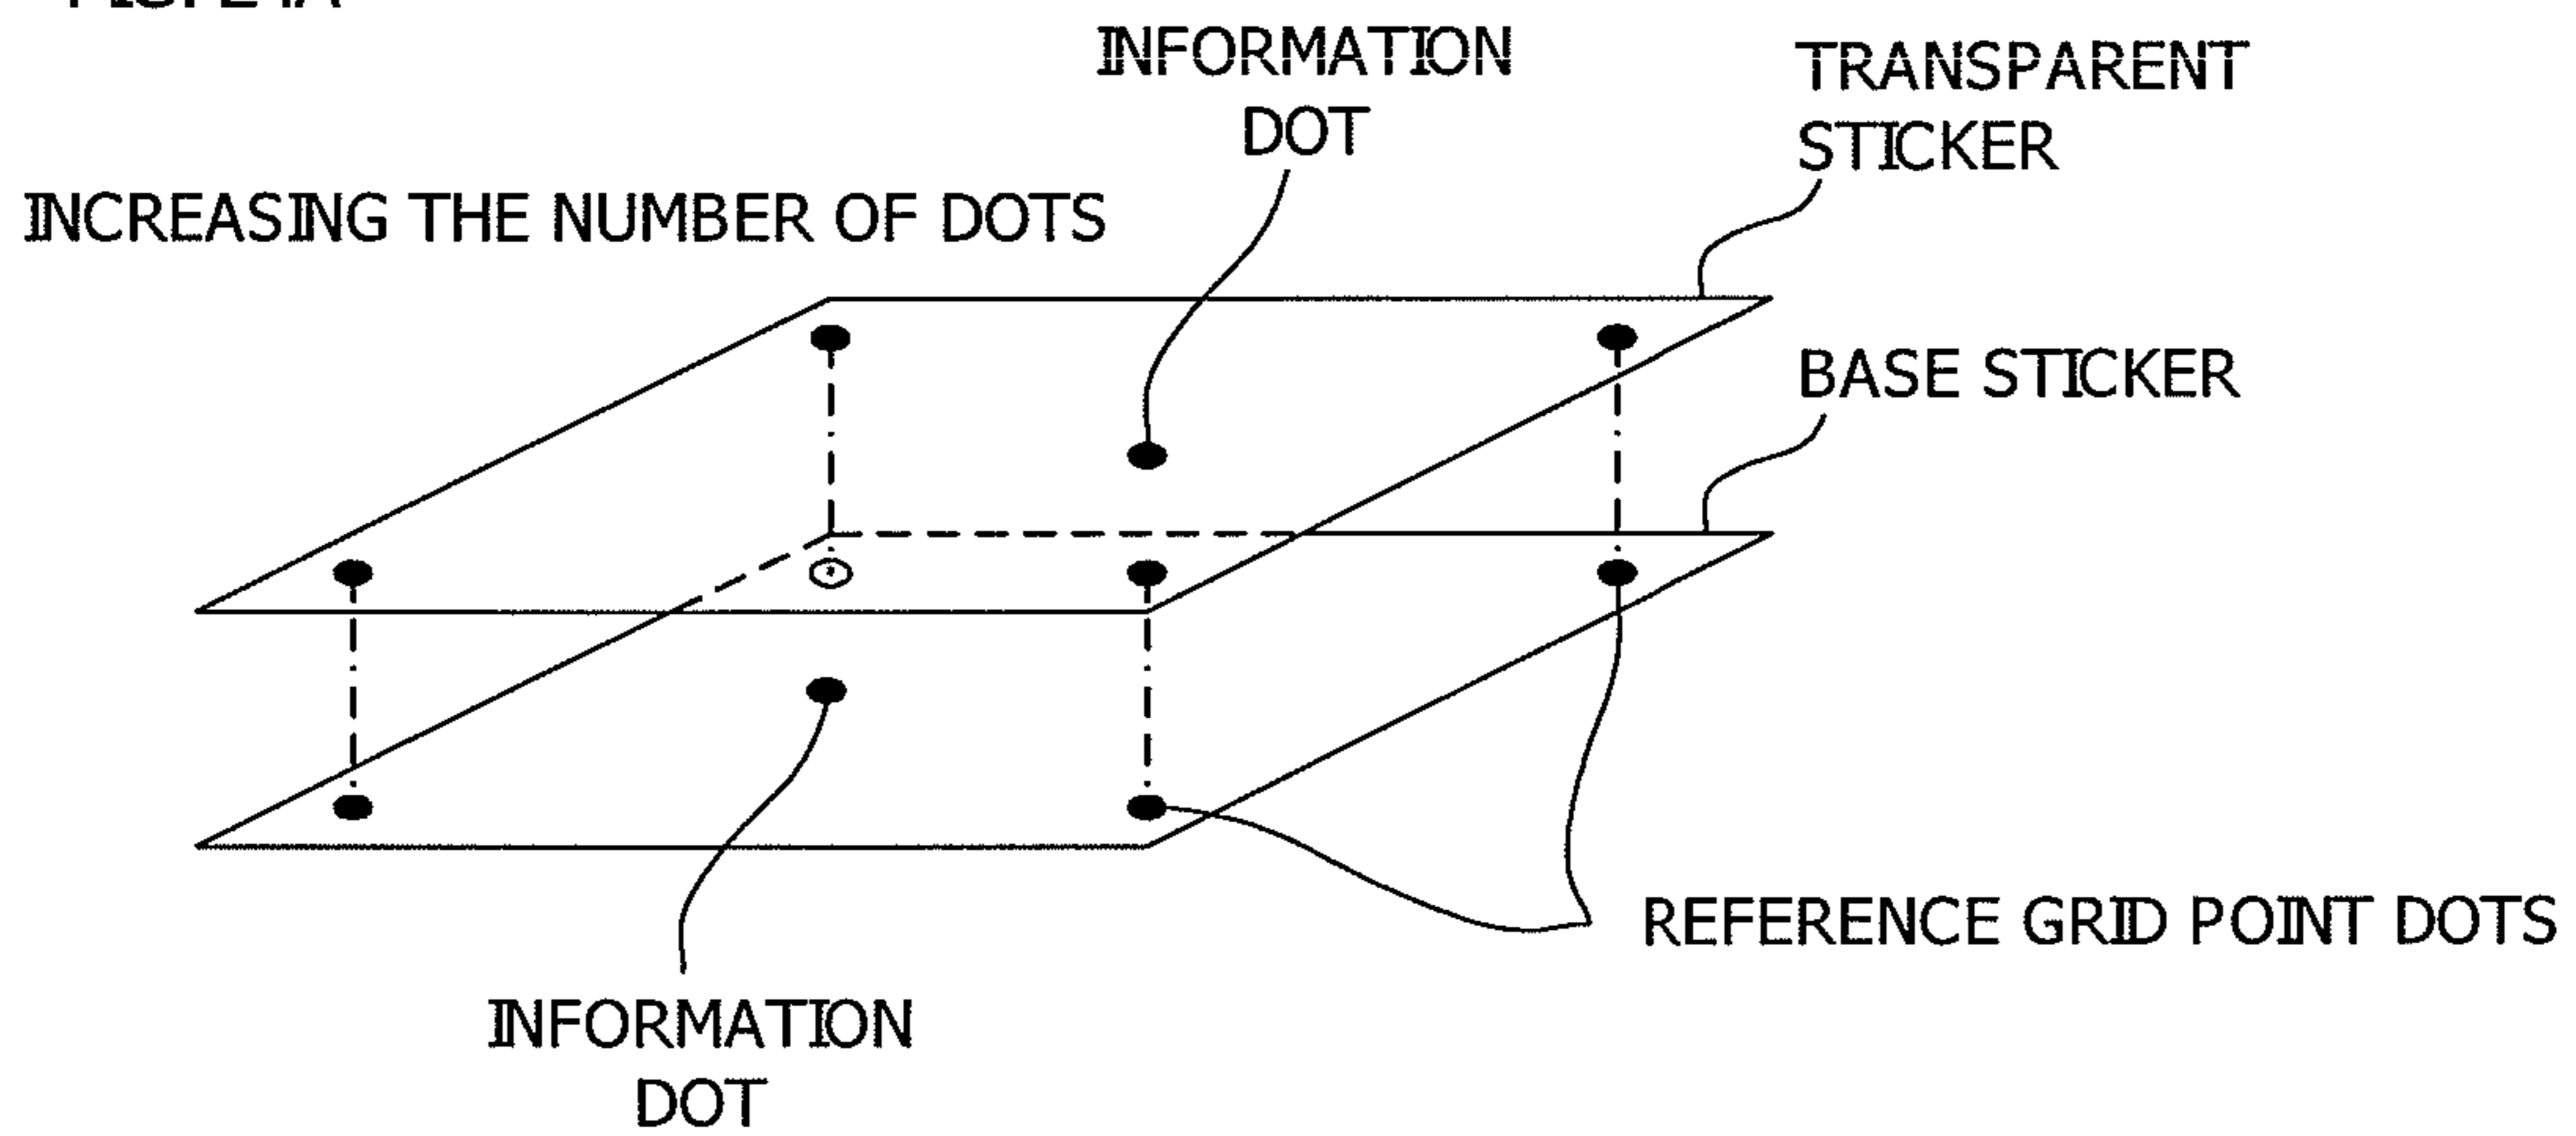 INFORMATION
DOT
TRANSPARENT
STICKER
INCREASING THE NUMBER OF DOTS
BASE STICKER
REFERENCE GRID POINT DOTS
INFORMATION
DOT